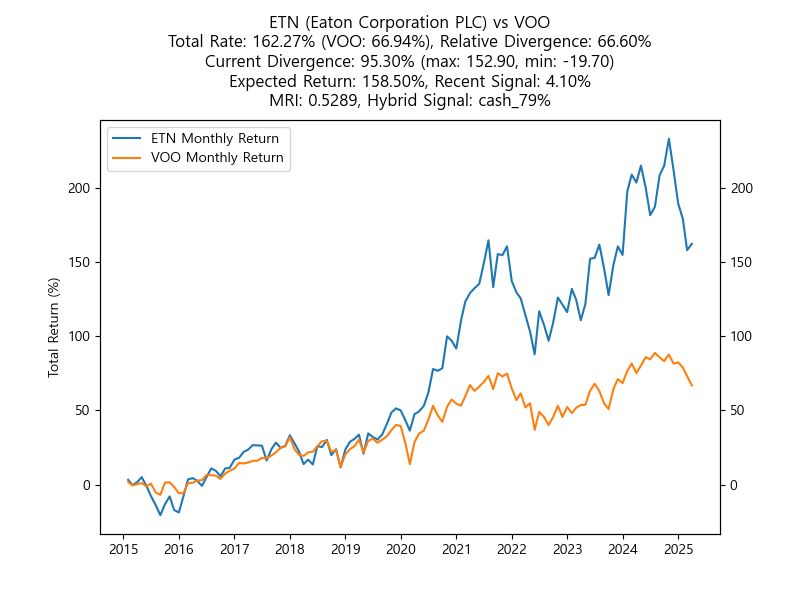 ETN (Eaton Corporation PLC) vs VOO
Total Rate: 162.27% (VOO: 66.94%), Relative Divergence: 66.60%
Current Divergence: 95.30% (max: 152.90, min: -19.70)
Expected Return: 158.50%, Recent Signal: 4.10%
MRI: 0.5289, Hybrid Signal: cash_79%
ETN Monthly Return
VOO Monthly Return
Total Return (%)
200
150
100
50
0
200
150
100
50
0
2015 2016 2017 2018 2019 2020 2021 2022 2023 2024 2025